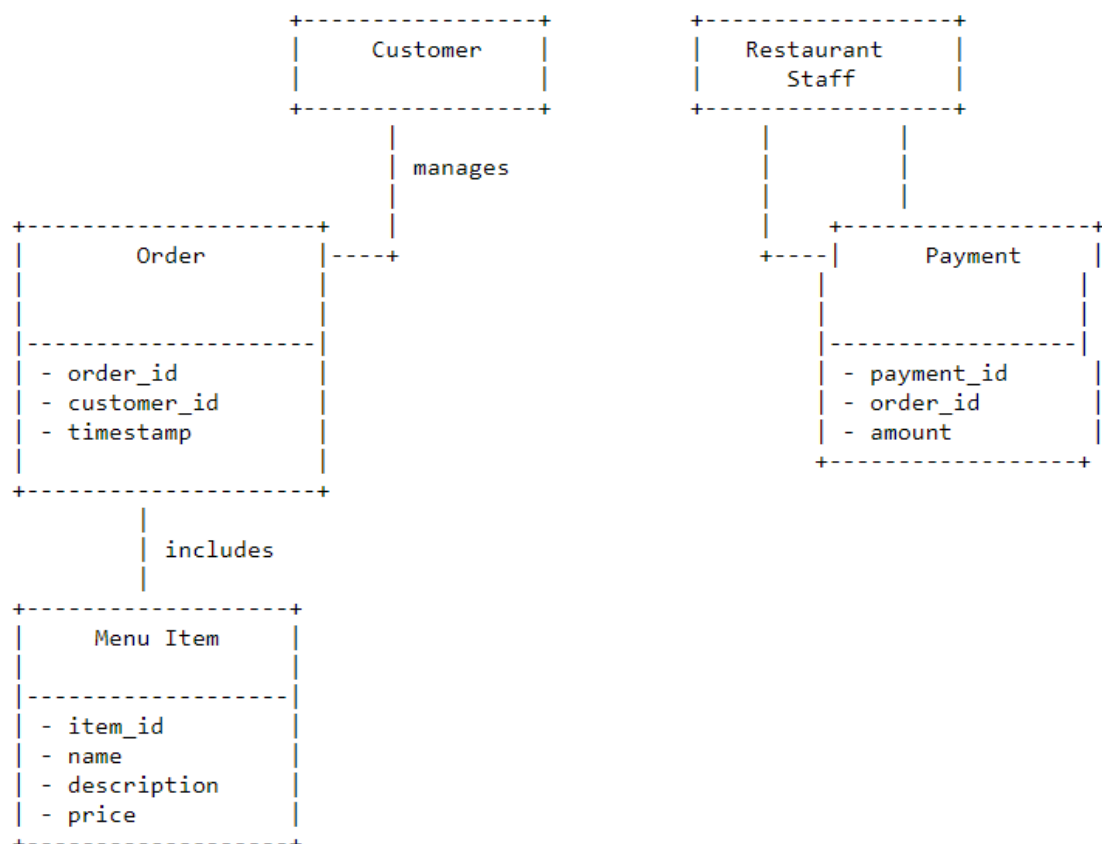 Customer
Restaurant
Staff
manages
Order
- order_id
- customer_id
- timestamp
Payment
- payment_id
- order_id
- amount
includes
Menu Item
- item_id
- name
- description
- price